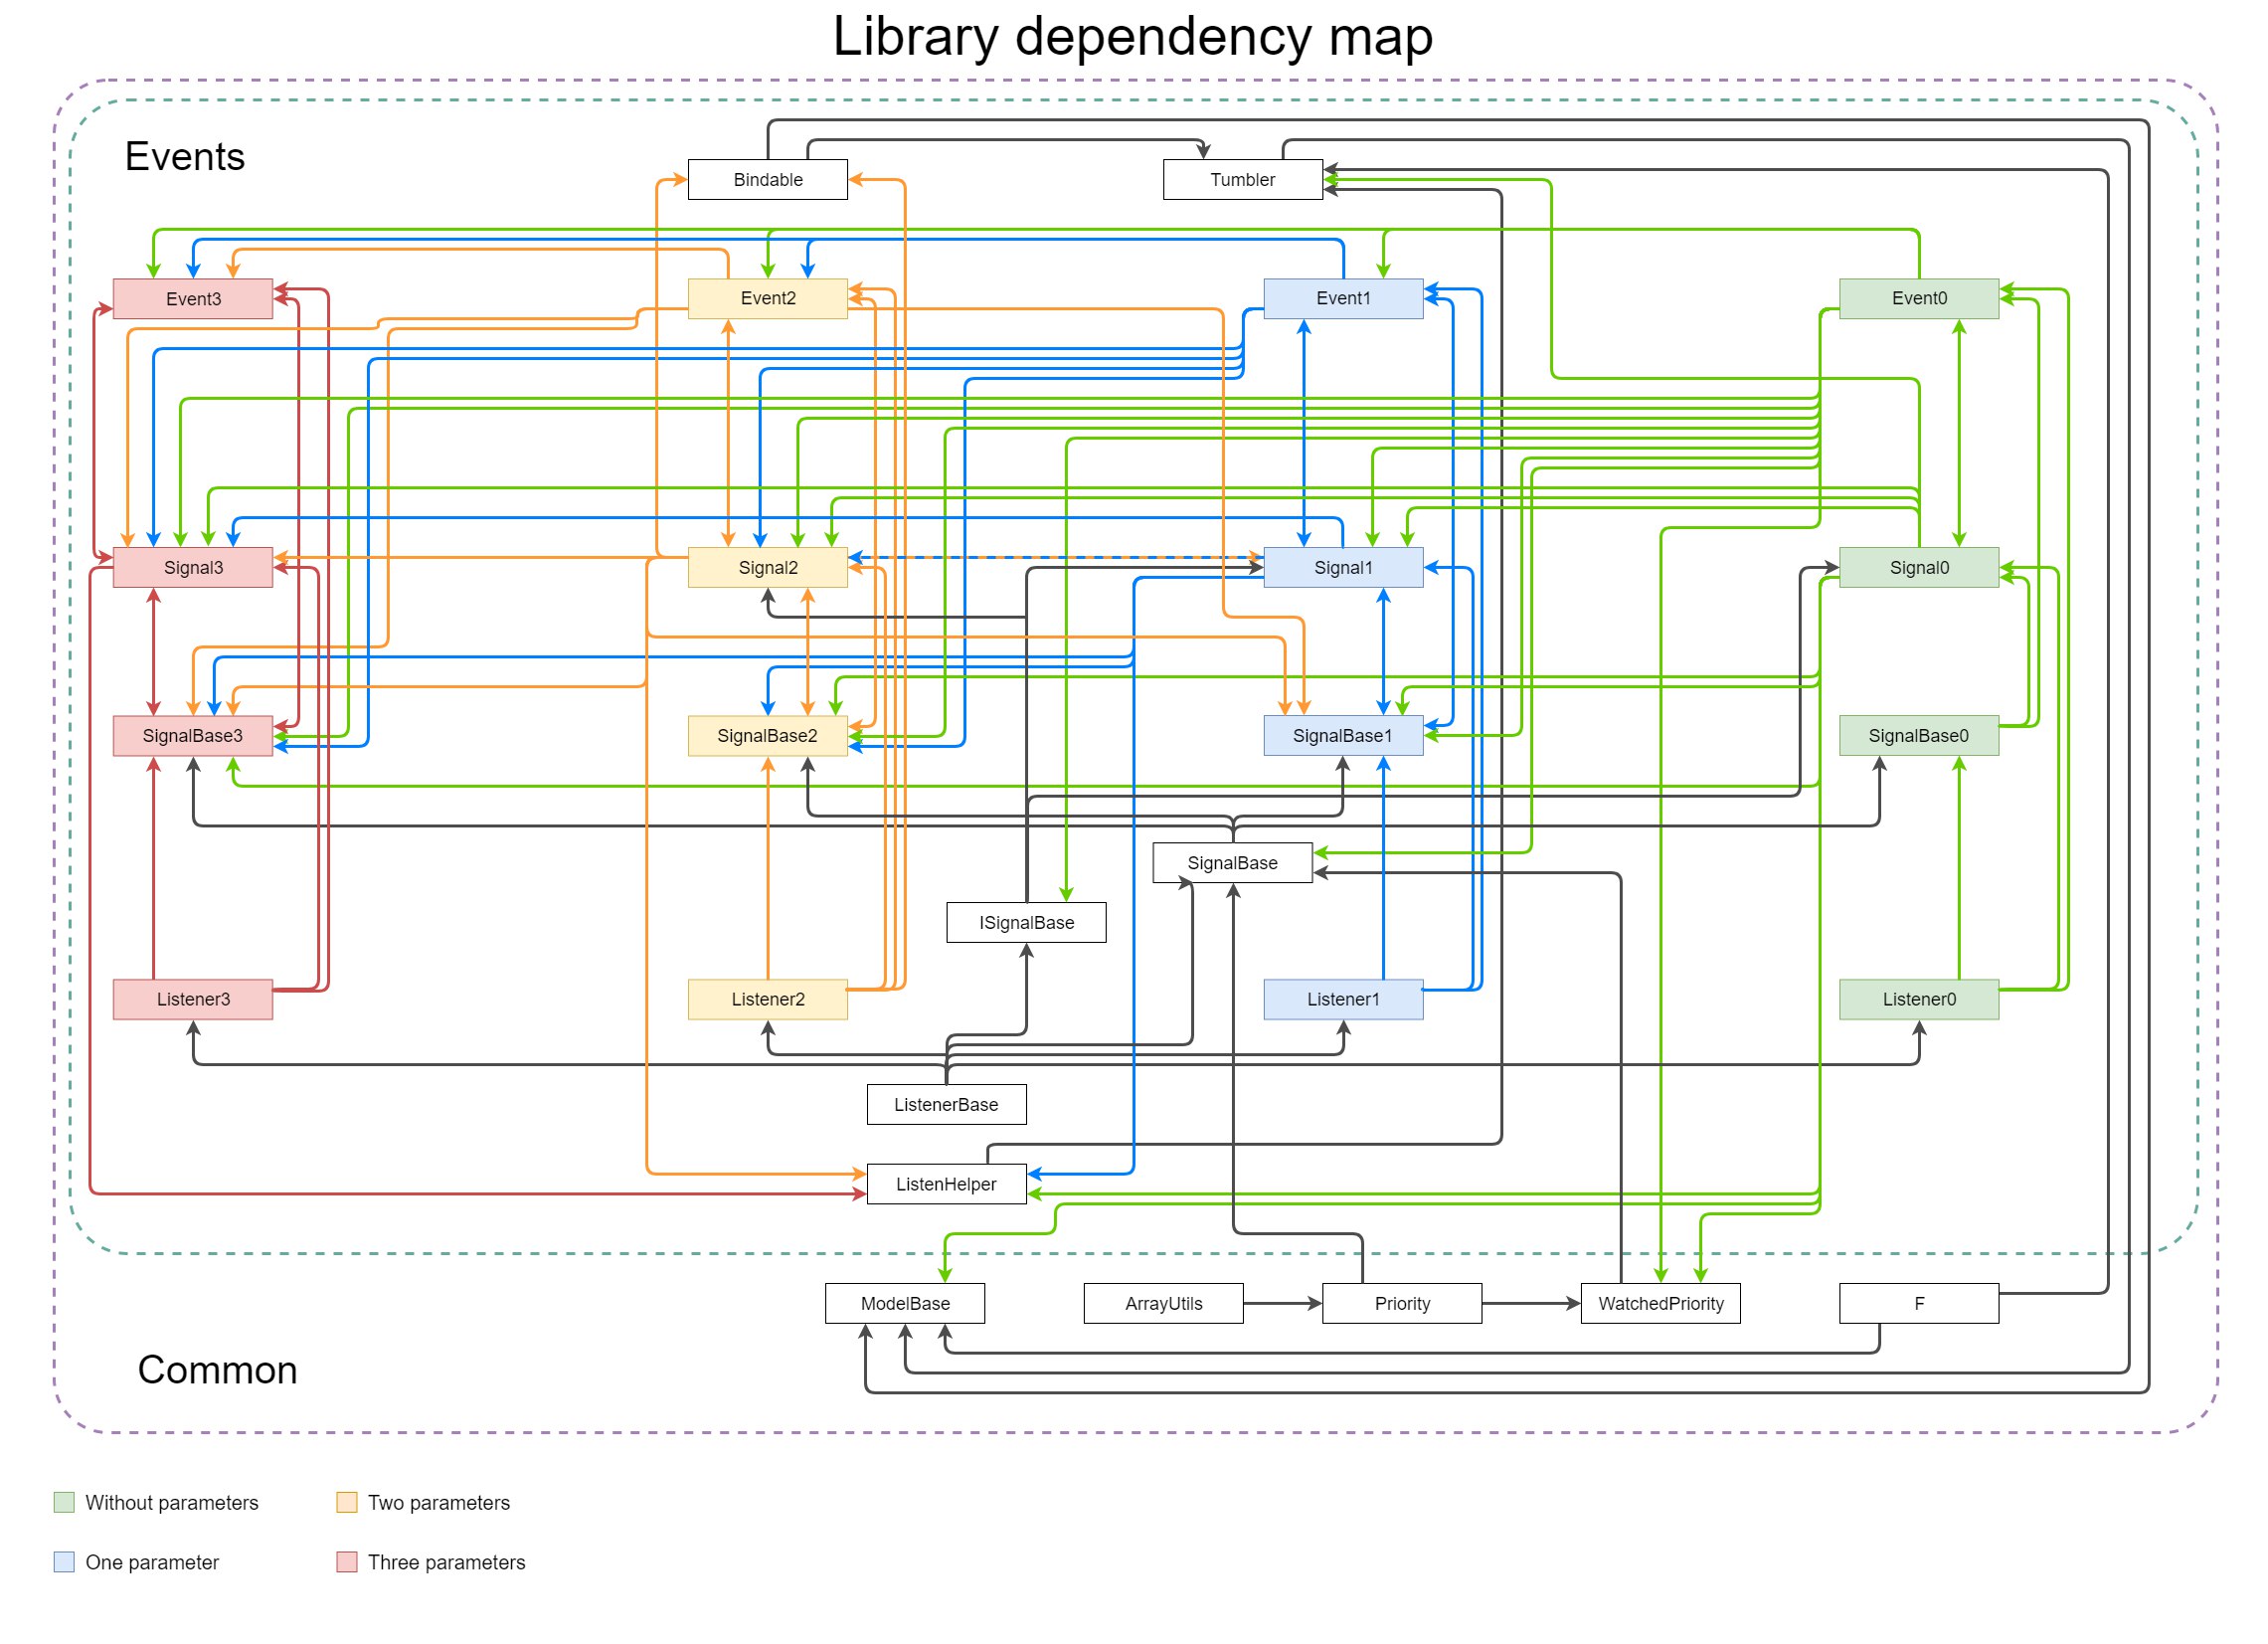 Library dependency map
Events
Bindable
Tumbler
Event3
Event2
Event1
Event0
Signal3
Signal2
Signal1
Signal0
SignalBase3
SignalBase2
SignalBase1
SignalBase0
SignalBase
ISignalBase
Listener3
Listener2
Listener1
Listener0
ListenerBase
ListenHelper
ModelBase
ArrayUtils
Priority
WatchedPriority
F
Common
Without parameters
Two parameters
One parameter
Three parameters